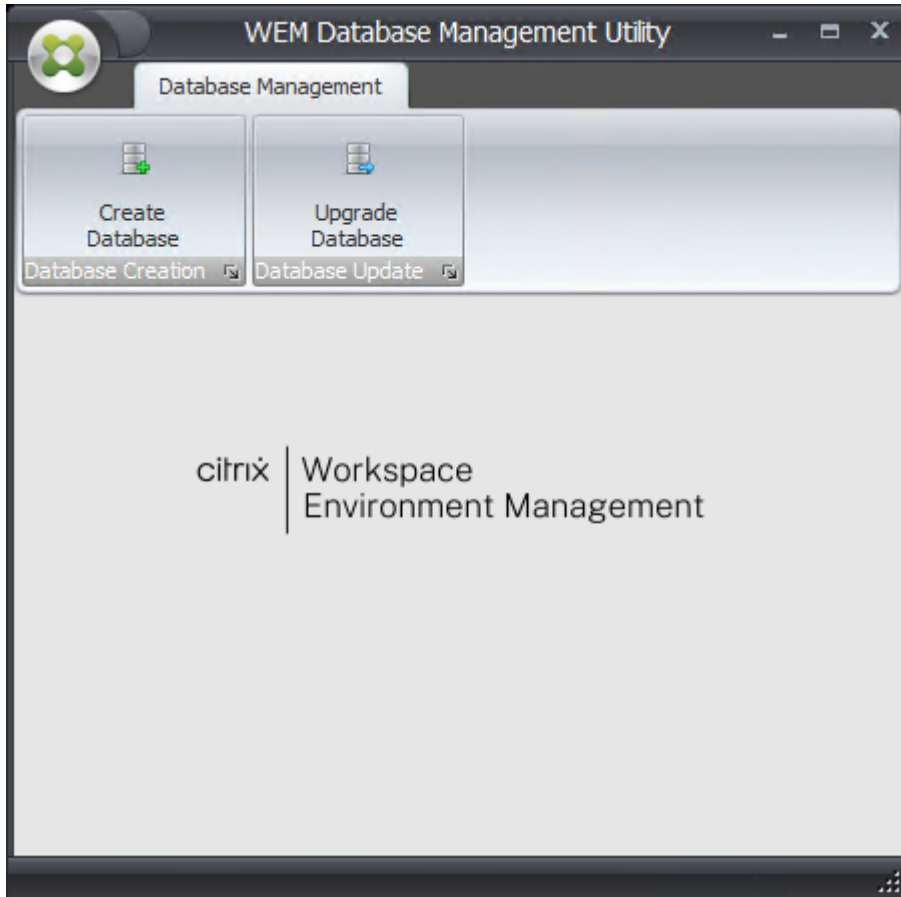 WEM Database Management Utility
Database Management
Create
Database
Upgrade
Database
Database Creation
Database Update
citrix
Workspace
Environment Management